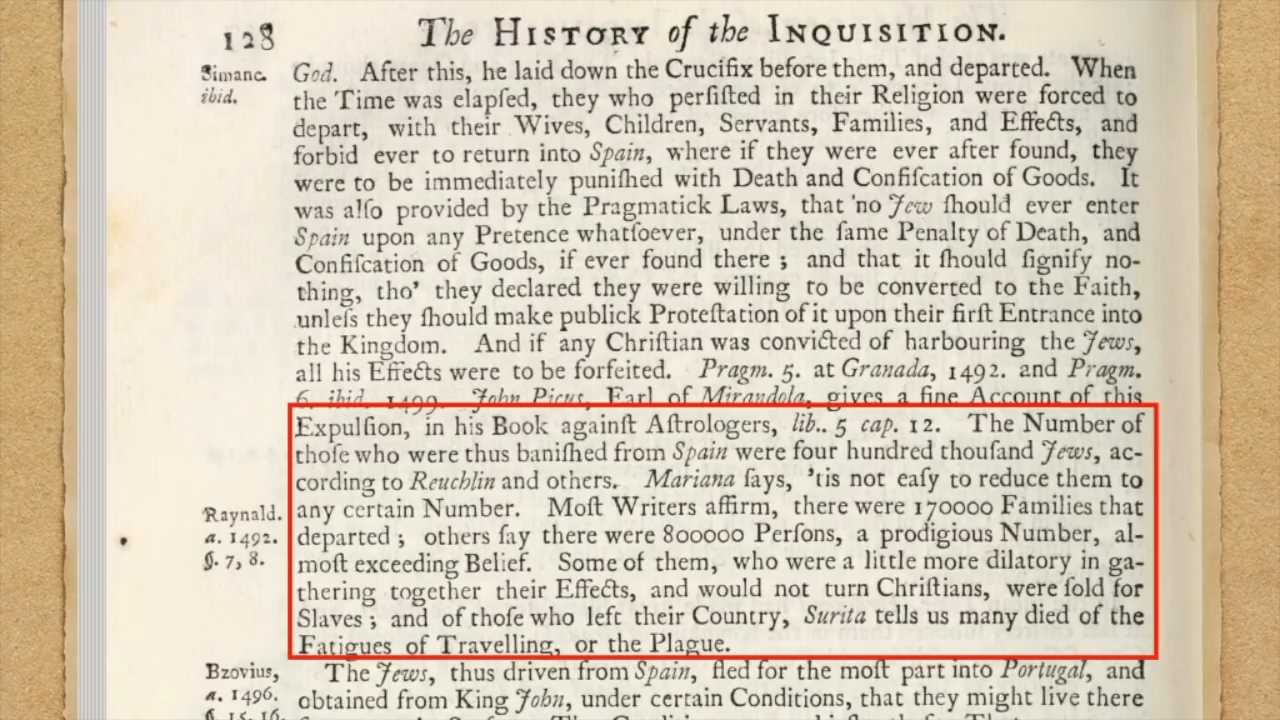 128 The HISTORY of the INQUISITION.
Simanc. God. After this, he laid down the Crucifix before them, and departed. When
ibid. the Time was elapſed, they who perſiſted in their Religion were forced to
depart, with their Wives, Children, Servants, Families, and Effects, and
forbid ever to return into Spain, where if they were ever after found, they
were to be immediately puniſhed with Death and Confiſcation of Goods. It
was alſo provided by the Pragmatick Laws, that no Jew ſhould ever enter
Spain upon any Pretence whatſoever, under the ſame Penalty of Death, and
Confiſcation of Goods, if ever found there ; and that it ſhould ſignify no-
thing, tho' they declared they were willing to be converted to the Faith,
unleſs they ſhould make publick Proteſtation of it upon their firſt Entrance into
the Kingdom. And if any Chriſtian was convicted of harbouring the Jews,
all his Effects were to be forfeited. Pragm. 5. at Granada, 1492. and Pragm.
6. ibid. 1499. John Picus, Earl of Mirandola, gives a fine Account of this
Expulſion, in his Book againſt Aſtrologers, lib.. 5 cap. 12. The Number of
thoſe who were thus baniſhed from Spain were four hundred thouſand Jews, ac-
cording to Reuchlin and others. Mariana ſays, 'tis not eaſy to reduce them to
Raynald. any certain Number. Moſt Writers affirm, there were 170000 Families that
a. 1492. departed ; others ſay there were 800000 Perſons, a prodigious Number, al-
§. 7, 8. moſt exceeding Belief. Some of them, who were a little more dilatory in ga-
thering together their Effects, and would not turn Chriſtians, were ſold for
Slaves ; and of thoſe who left their Country, Surita tells us many died of the
Fatigues of Travelling, or the Plague.
Bzovius, The Jews, thus driven from Spain, fled for the moſt part into Portugal, and
a. 1496. obtained from King John, under certain Conditions, that they might live there
§. 15, 16.